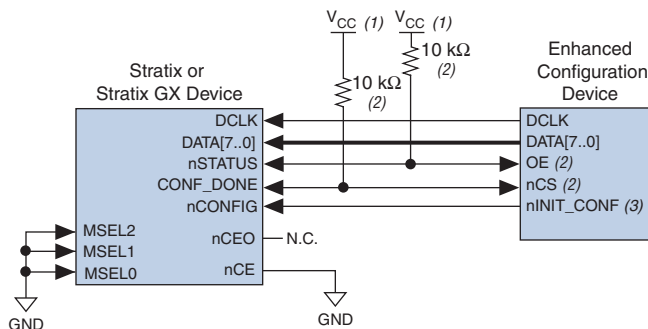 VCC (1)
VCC (1)
10 kΩ
(2)
10 kΩ
(2)
Stratix or
Stratix GX Device
Enhanced
Configuration
Device
DCLK
DATA[7..0]
nSTATUS
CONF_DONE
nCONFIG
MSEL2
MSEL1
MSEL0
nCEO
N.C.
nCE
GND
GND
DCLK
DATA[7..0]
OE (2)
nCS (2)
nINIT_CONF (3)